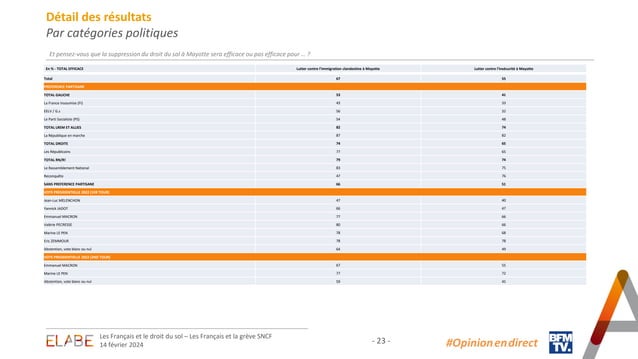 Détail des résultats
Par catégories politiques
Et pensez-vous que la suppression du droit du sol à Mayotte sera efficace ou pas efficace pour … ?
En % - TOTAL EFFICACE Lutter contre l'immigration clandestine à Mayotte Lutter contre l'insécurité à Mayotte
Total 67 55
PREFERENCE PARTISANE
TOTAL GAUCHE 53 41
La France Insoumise (FI) 43 33
EELV / G.s 56 32
Le Parti Socialiste (PS) 54 48
TOTAL LREM ET ALLIES 82 74
La République en marche 87 82
TOTAL DROITE 74 65
Les Républicains 77 65
TOTAL RN/R! 79 74
Le Rassemblement National 83 75
Reconquête 47 76
SANS PREFERENCE PARTISANE 66 51
VOTE PRESIDENTIELLE 2022 (1ER TOUR)
Jean-Luc MELENCHON 47 40
Yannick JADOT 66 47
Emmanuel MACRON 77 66
Valérie PECRESSE 80 66
Marine LE PEN 78 68
Eric ZEMMOUR 78 78
Abstention, vote blanc ou nul 64 49
VOTE PRESIDENTIELLE 2022 (2ND TOUR)
Emmanuel MACRON 67 55
Marine LE PEN 77 72
Abstention, vote blanc ou nul 59 45
ELABE
Les Français et le droit du sol – Les Français et la grève SNCF
14 février 2024
- 23 -
#Opinionendirect
BFM
TV.